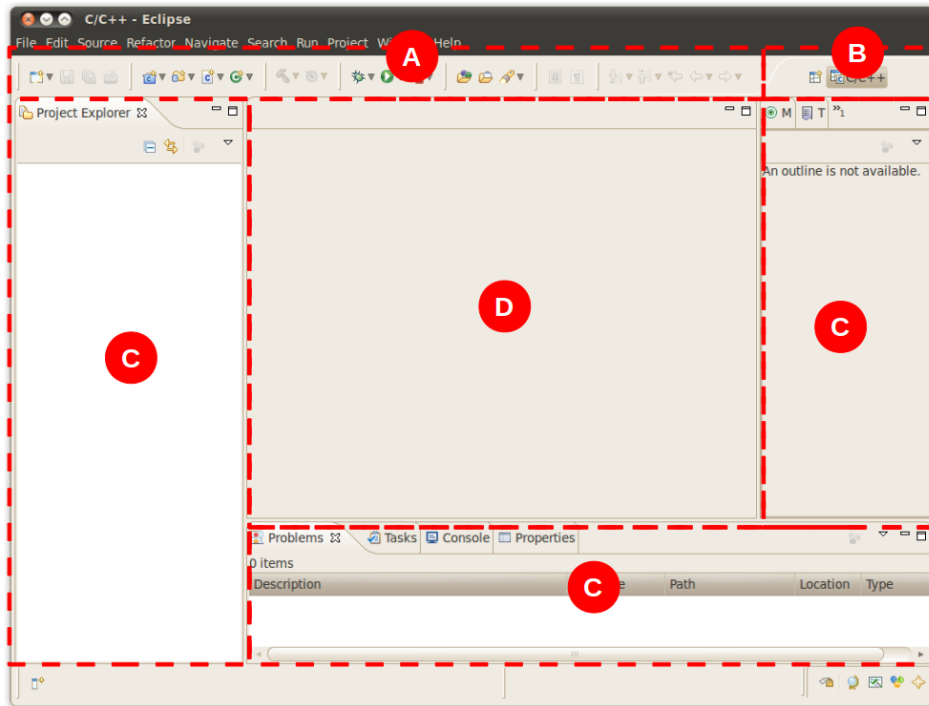 C/C++ - Eclipse
File Edit Source Refactor Navigate Search Run Project Help
A
B
C/C++
Project Explorer
M T »1
An outline is not available.
D
C
C
Problems Tasks Console Properties
0 items
Description C Path Location Type